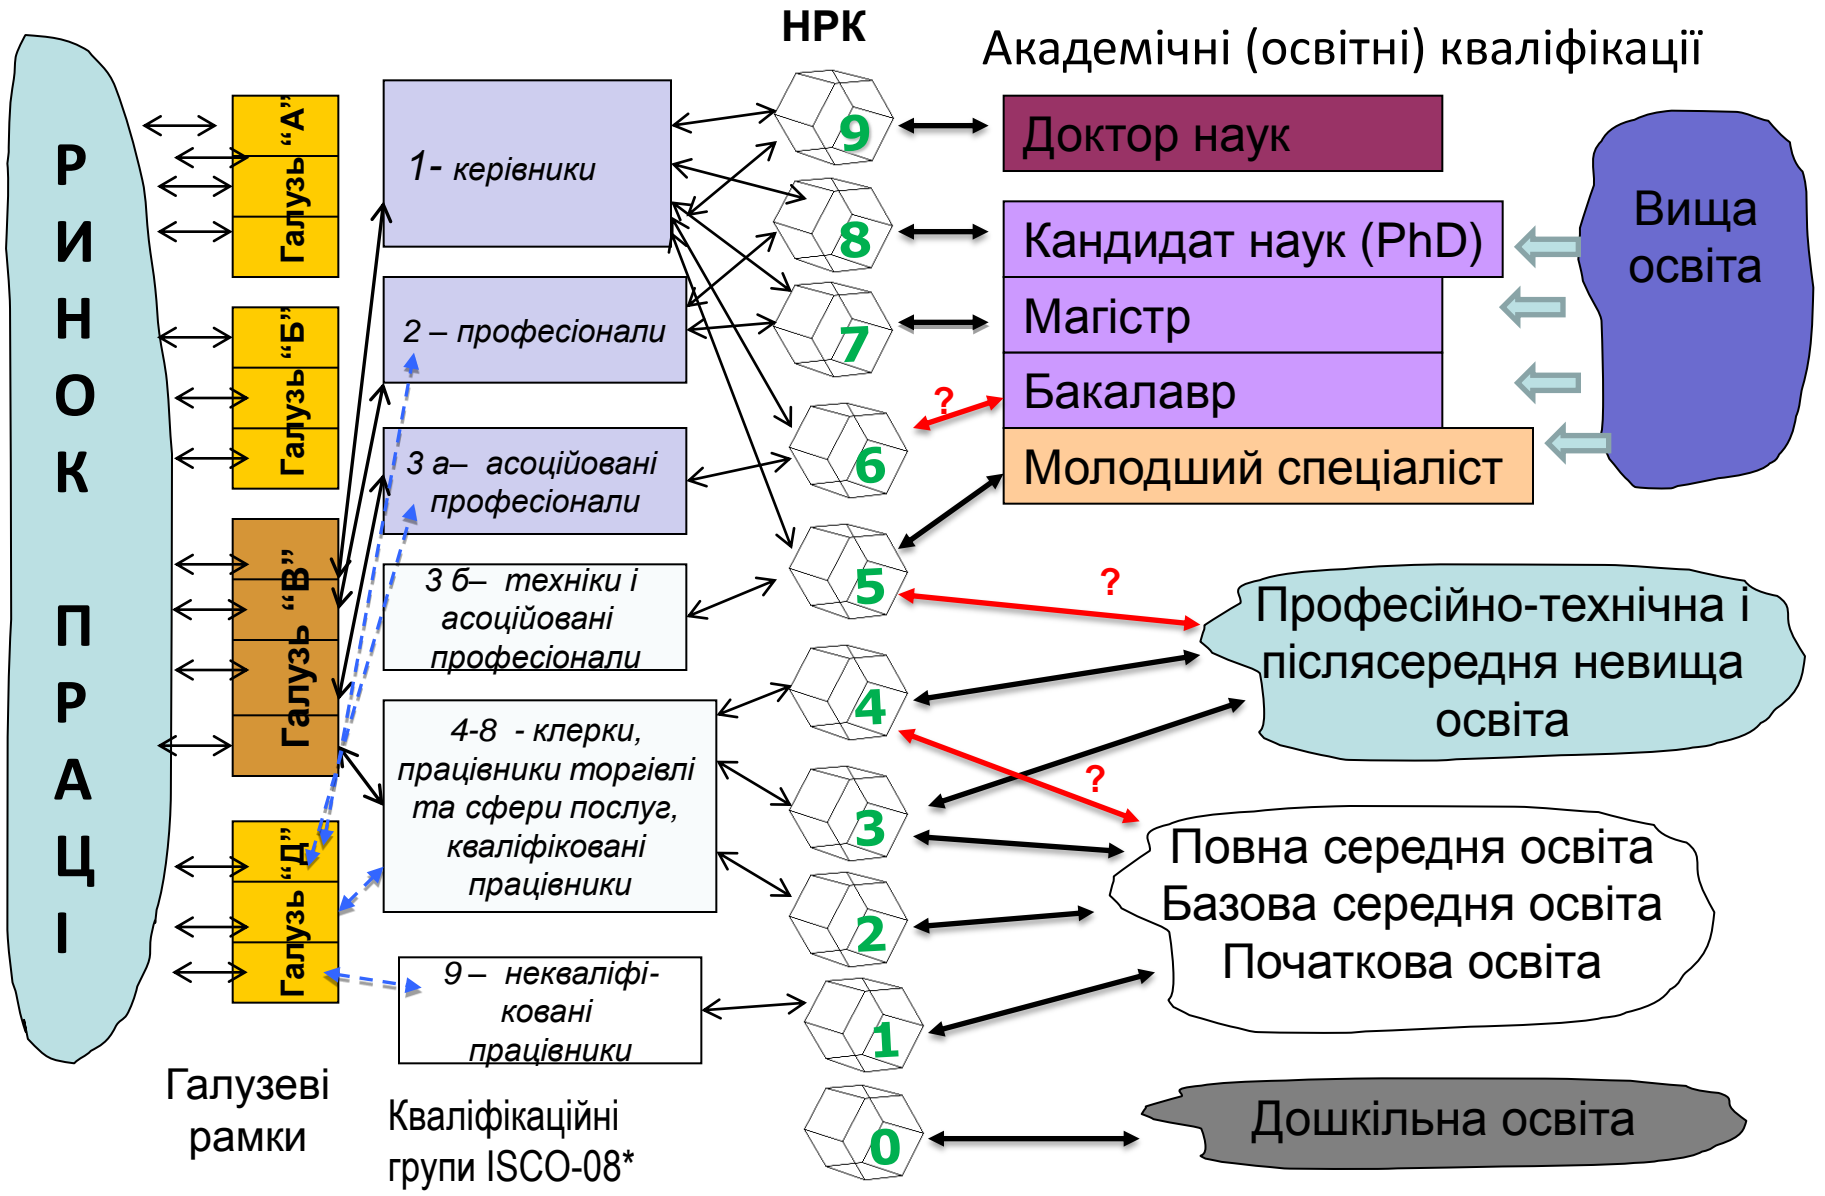 НРК
Академічні (освітні) кваліфікації
РИНОК ПРАЦІ
Галузь “А”
Галузь “Б”
Галузь “В”
Галузь “Д”
Галузеві
рамки
1- керівники
2 – професіонали
3 а– асоційовані
професіонали
3 б– техніки і
асоційовані
професіонали
4-8 - клерки,
працівники торгівлі
та сфери послуг,
кваліфіковані
працівники
9 – некваліфі-
ковані
працівники
Кваліфікаційні
групи ISCO-08*
9
8
7
6
5
4
3
2
1
0
?
?
?
Доктор наук
Кандидат наук (PhD)
Магістр
Бакалавр
Молодший спеціаліст
Вища
освіта
Професійно-технічна і
післясередня невища
освіта
Повна середня освіта
Базова середня освіта
Початкова освіта
Дошкільна освіта